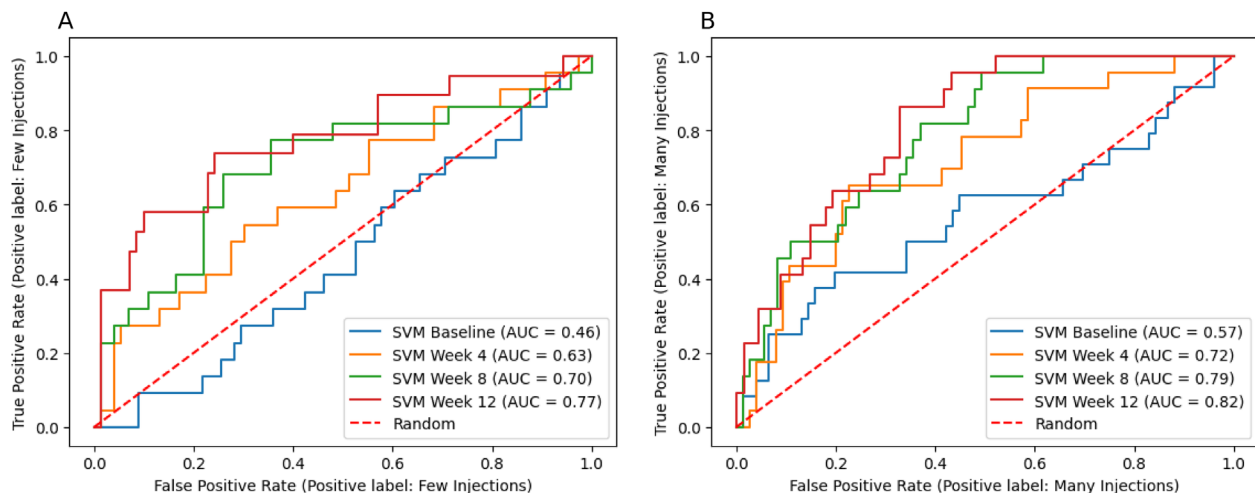 A
True Positive Rate (Positive label: Few Injections)
1.0
0.8
0.6
0.4
0.2
0.0
SVM Baseline (AUC = 0.46)
SVM Week 4 (AUC = 0.63)
SVM Week 8 (AUC = 0.70)
SVM Week 12 (AUC = 0.77)
Random
0.0 0.2 0.4 0.6 0.8 1.0
False Positive Rate (Positive label: Few Injections)
B
True Positive Rate (Positive label: Many Injections)
1.0
0.8
0.6
0.4
0.2
0.0
SVM Baseline (AUC = 0.57)
SVM Week 4 (AUC = 0.72)
SVM Week 8 (AUC = 0.79)
SVM Week 12 (AUC = 0.82)
Random
0.0 0.2 0.4 0.6 0.8 1.0
False Positive Rate (Positive label: Many Injections)